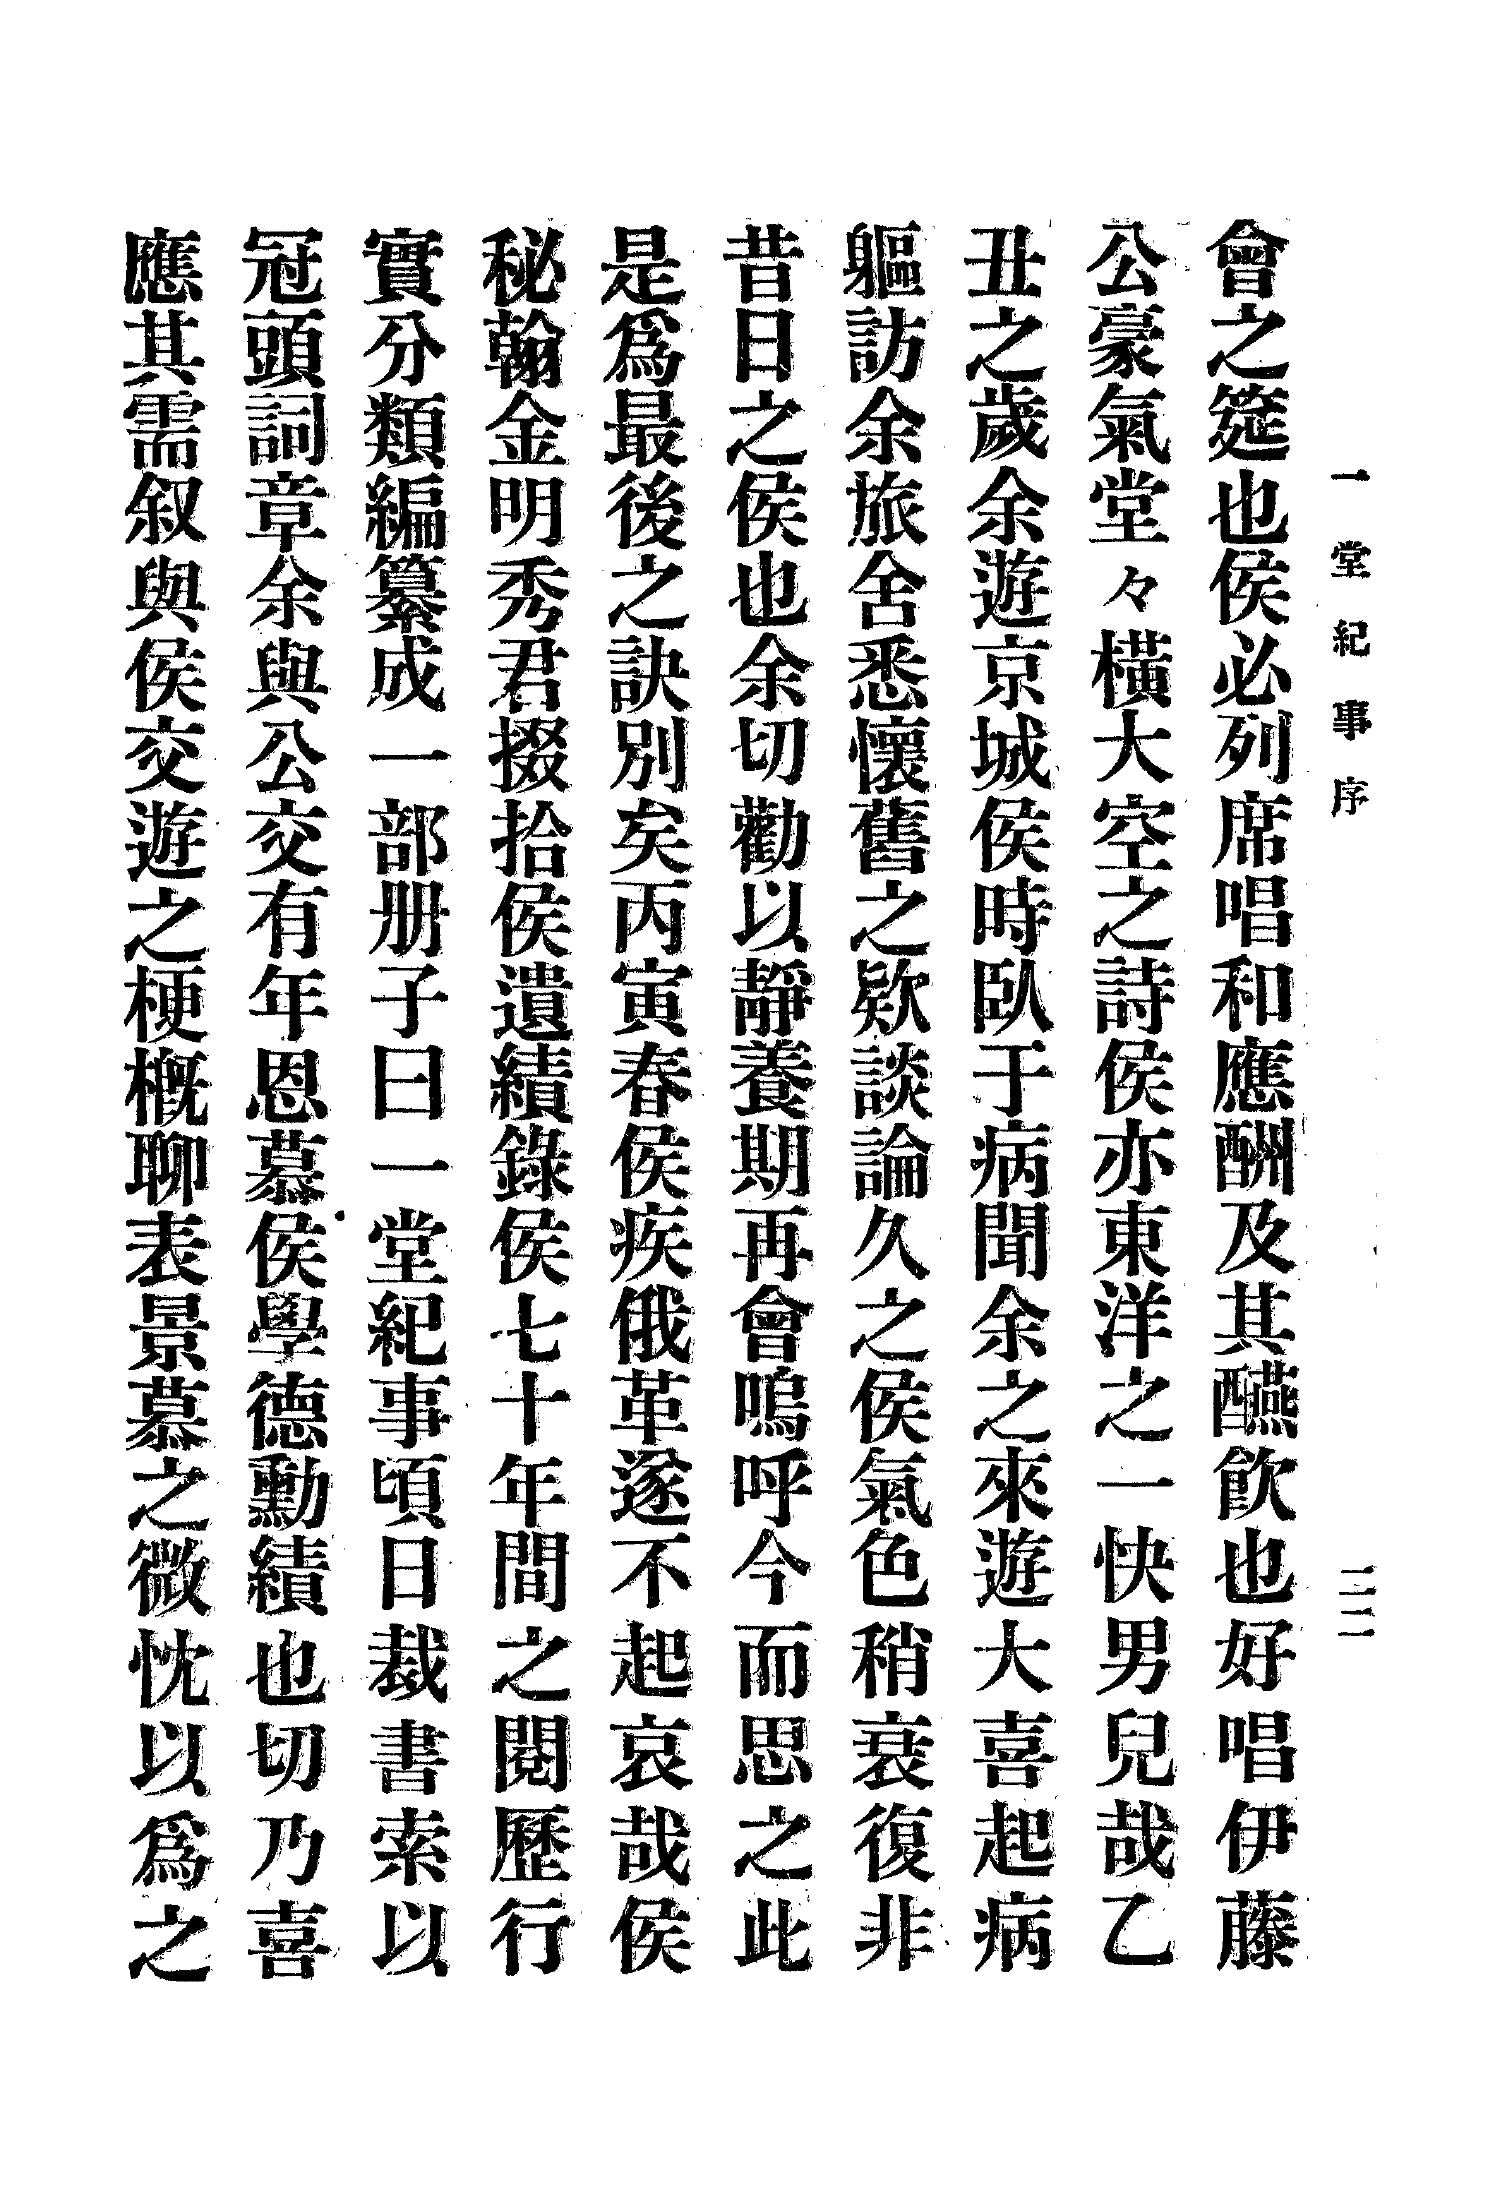 一堂紀事序
二二
會之筵也侯必列席唱和應酬及其醼飮也好唱伊藤
公豪氣堂々橫大空之詩侯亦東洋之一快男兒哉乙
丑之歲余遊京城侯時臥于病聞余之來遊大喜起病
軀訪余旅舍悉懷舊之欵談論久之侯氣色稍衰復非
昔日之侯也余切勸以靜養期再會嗚呼今而思之此
是爲最後之訣別矣丙寅春侯疾俄革遂不起哀哉侯
秘翰金明秀君掇拾侯遺績錄侯七十年間之閱歷行
實分類編纂成一部册子曰一堂紀事頃日裁書索以
冠頭詞章余與公交有年恩慕侯學德勳績也切乃喜
應其需叙與侯交遊之梗槪聊表景慕之微忱以爲之